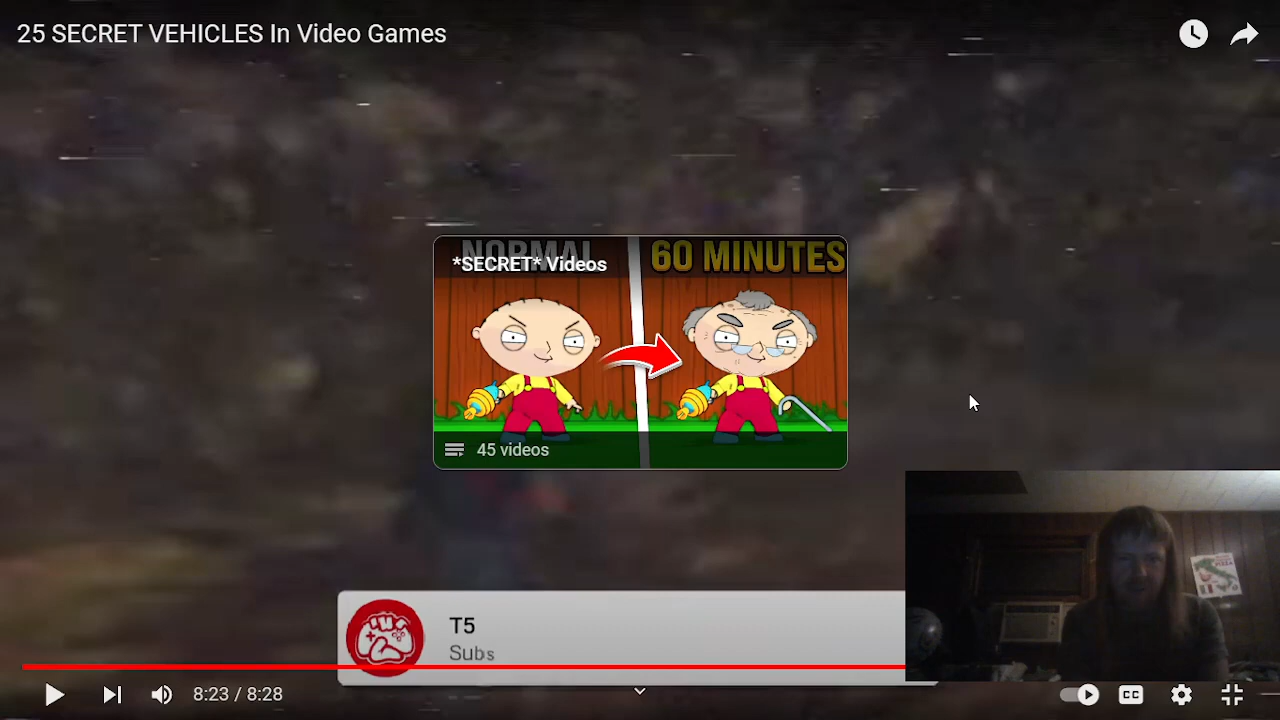 25 SECRET VEHICLES In Video Games
NORMAL
60 MINUTES
*SECRET* Videos
45 videos
T5
Subs
8:23 / 8:28
CC